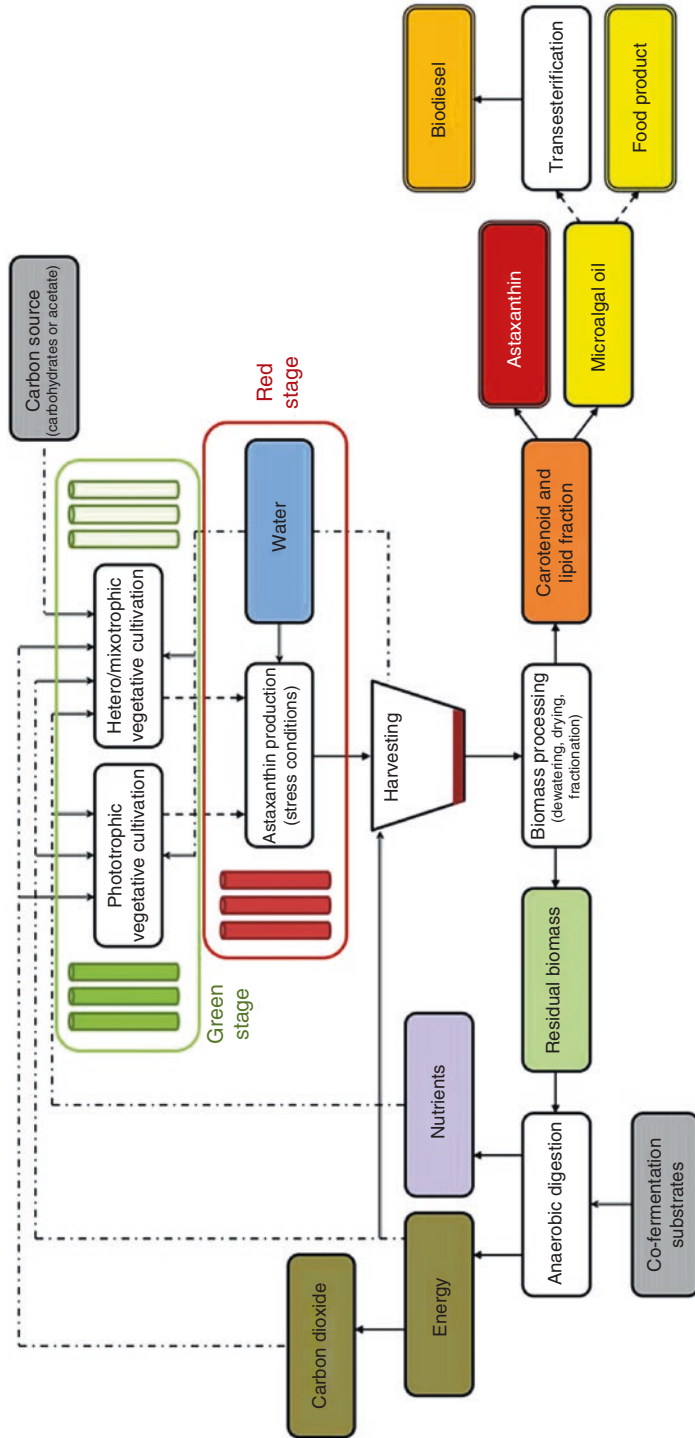 Carbon source
(carbohydrates or acetate)
Phototrophic
vegetative cultivation
Hetero/mixotrophic
vegetative cultivation
Green
stage
Astaxanthin production
(stress conditions)
Water
Red
stage
Carbon dioxide
Energy
Nutrients
Harvesting
Astaxanthin
Biodiesel
Anaerobic digestion
Residual biomass
Biomass processing
(dewatering, drying,
fractionation)
Carotenoid and
lipid fraction
Microalgal oil
Transesterification
Co-fermentation
substrates
Food product